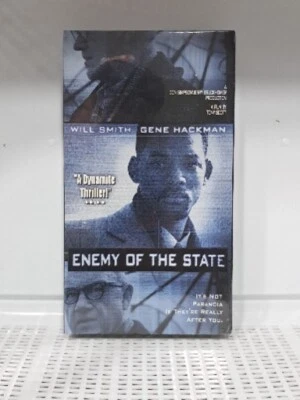 WILL SMITH GENE HACKMAN
"A Dynamite
Thriller!"
ENEMY OF THE STATE
IT'S NOT
PARANOIA
IF THEY'RE REALLY
AFTER YOU.